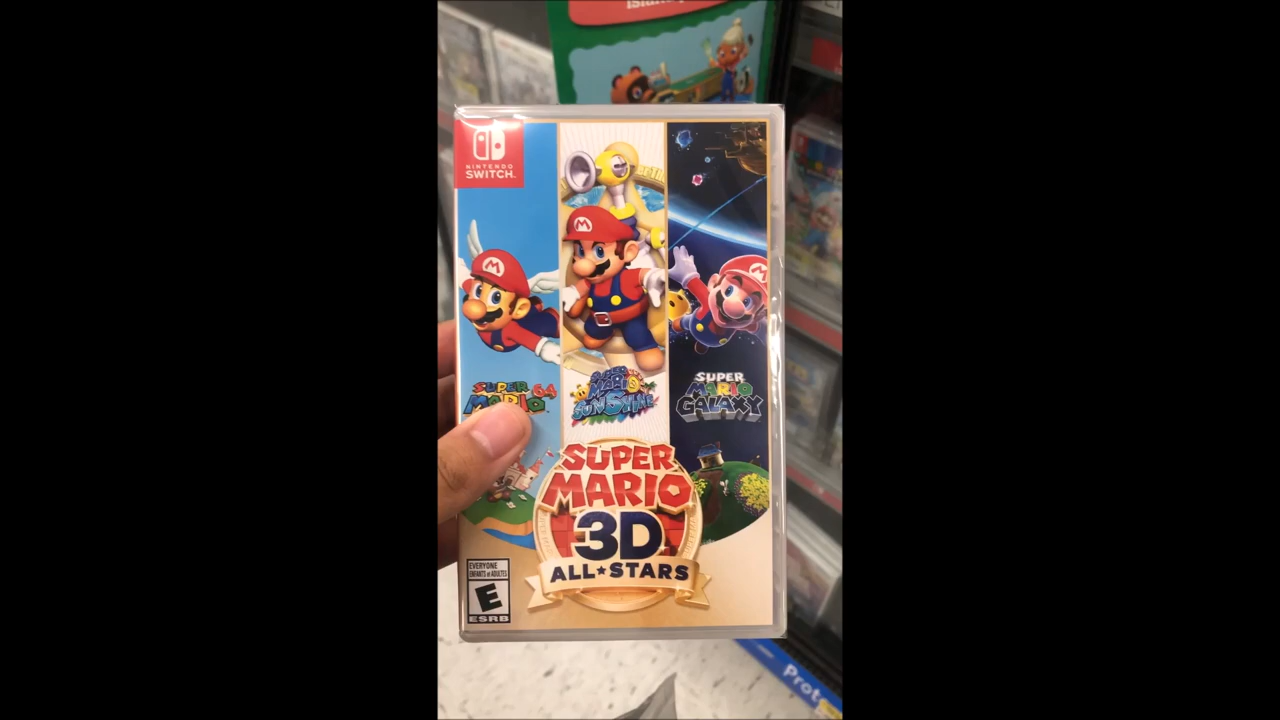 NINTENDO
SWITCH
SUPER
MARIO 64
SUPER
MARIO
SUNSHINE
SUPER
MARIO
GALAXY
SUPER
MARIO
3D
ALL★STARS
EVERYONE
ENFANTS et ADULTES
E
ESRB
Prot